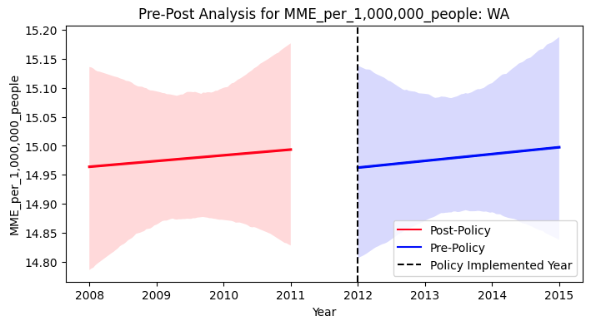 Pre-Post Analysis for MME_per_1,000,000_people: WA
MME_per_1,000,000_people
15.20
15.15
15.10
15.05
15.00
14.95
14.90
14.85
14.80
Post-Policy
Pre-Policy
Policy Implemented Year
2008 2009 2010 2011 2012 2013 2014 2015
Year